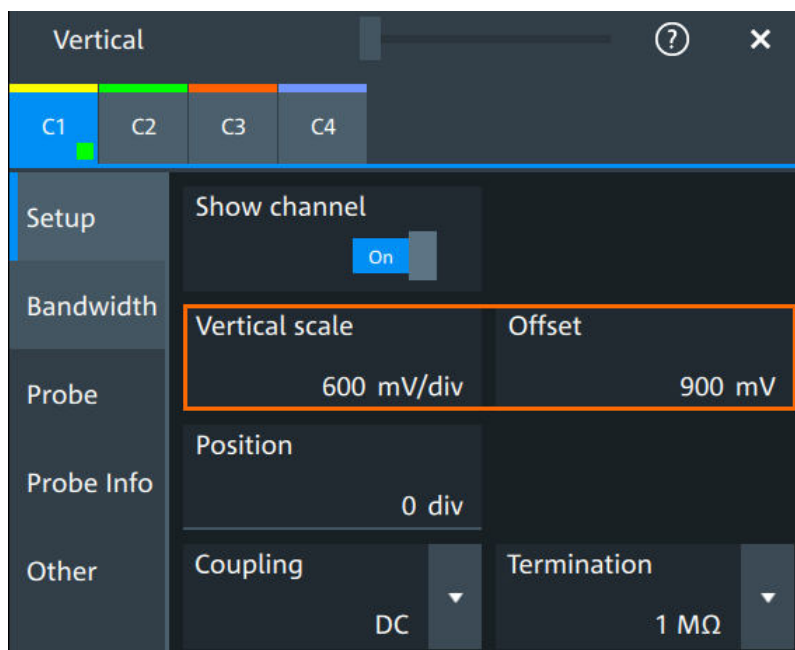 Vertical
C1 C2 C3 C4
Setup
Show channel
On
Bandwidth
Vertical scale
600 mV/div
Offset
900 mV
Probe
Position
0 div
Probe Info
Other
Coupling
DC
Termination
1 MΩ